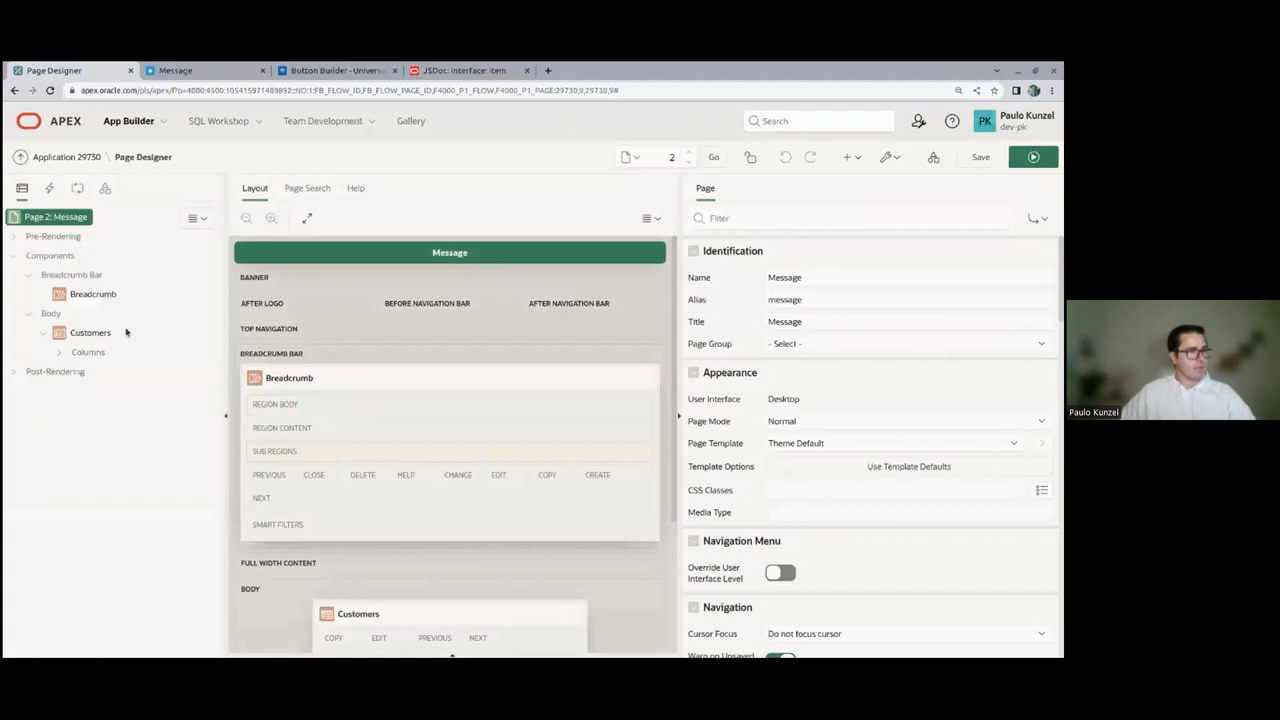 Page Designer
Message
Button Builder - Univers
JSDoc: Interface: item
apex.oracle.com/pls/apex/f?p=4000:4500:105415971489892::NO:1:FB_FLOW_ID,FB_FLOW_PAGE_ID,F4000_P1_FLOW,F4000_P1_PAGE:29730,9,29730,9#
APEX
App Builder
SQL Workshop
Team Development
Gallery
Search
PK
Paulo Kunzel
dev-pk
Application 29730 \ Page Designer
2
Go
Save
Page 2: Message
Pre-Rendering
Components
Breadcrumb Bar
Breadcrumb
Body
Customers
Columns
Post-Rendering
Layout
Page Search
Help
Message
BANNER
AFTER LOGO
BEFORE NAVIGATION BAR
AFTER NAVIGATION BAR
TOP NAVIGATION
BREADCRUMB BAR
Breadcrumb
REGION BODY
REGION CONTENT
SUB REGIONS
PREVIOUS
CLOSE
DELETE
HELP
CHANGE
EDIT
COPY
CREATE
NEXT
SMART FILTERS
FULL WIDTH CONTENT
BODY
Customers
COPY
EDIT
PREVIOUS
NEXT
Page
Filter
Identification
Name
Message
Alias
message
Title
Message
Page Group
- Select -
Appearance
User Interface
Desktop
Page Mode
Normal
Page Template
Theme Default
Template Options
Use Template Defaults
CSS Classes
Media Type
Navigation Menu
Override User
Interface Level
Navigation
Cursor Focus
Do not focus cursor
Warn on Unsaved
Paulo Kunzel